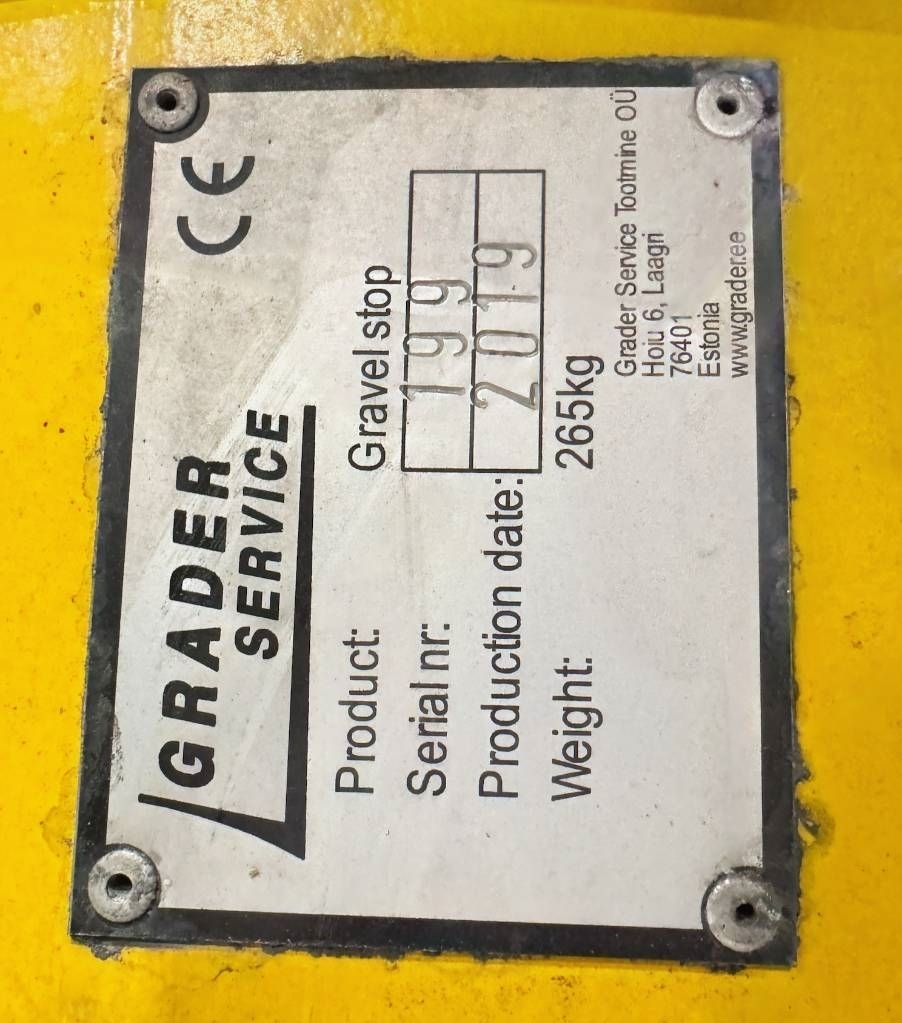 GRADER
SERVICE
CE
Product: Gravel stop
Serial nr: 199
Production date: 2019
Weight: 265kg
Grader Service Tootmine OÜ
Hoiu 6, Laagri
76401
Estonia
www.grader.ee